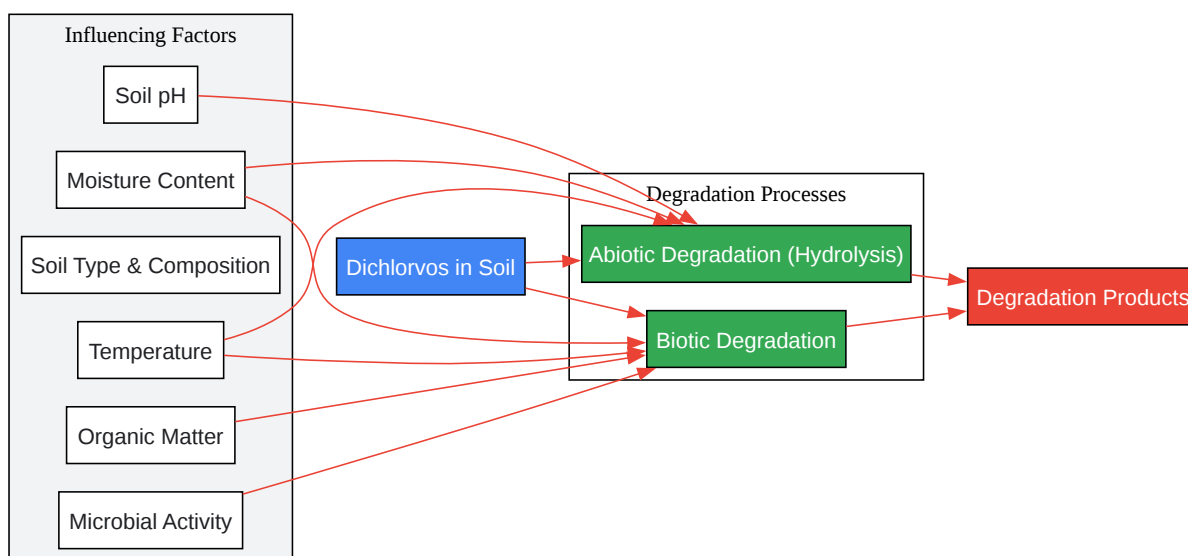 Influencing Factors
Soil pH
Moisture Content
Soil Type & Composition
Temperature
Organic Matter
Microbial Activity
Dichlorvos in Soil
Degradation Processes
Abiotic Degradation (Hydrolysis)
Biotic Degradation
Degradation Products